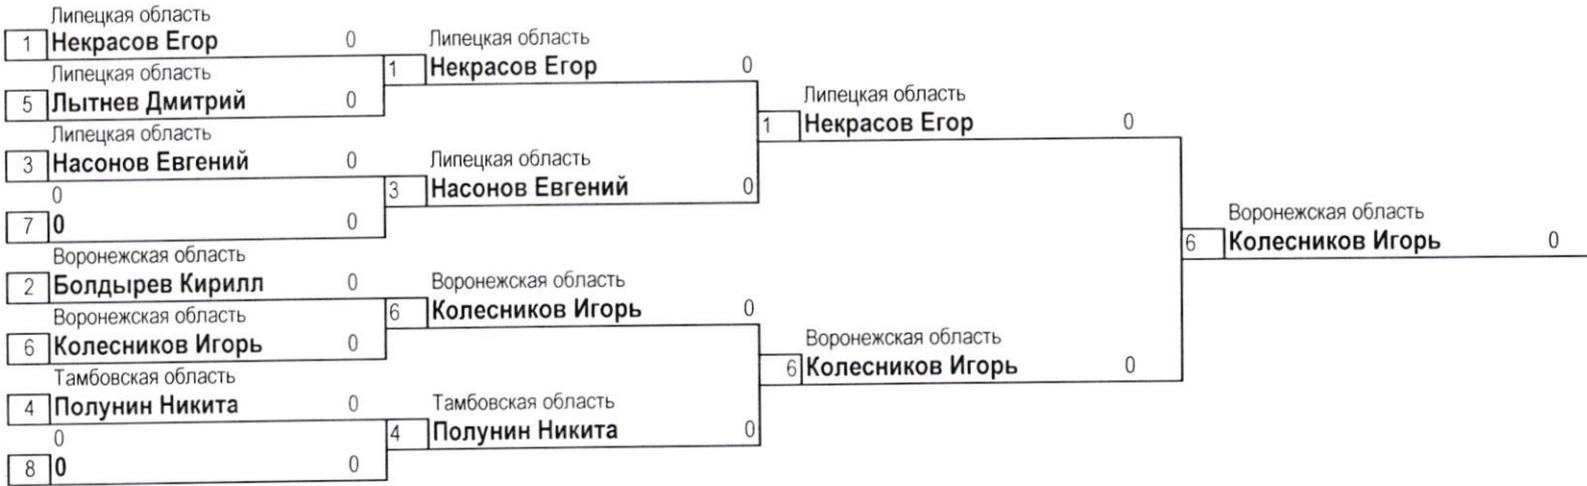 Липецкая область
1 Некрасов Егор 0
Липецкая область
5 Лытнев Дмитрий 0
Липецкая область
3 Насонов Евгений 0
0
7 0 0
Воронежская область
2 Болдырев Кирилл 0
Воронежская область
6 Колесников Игорь 0
Тамбовская область
4 Полунин Никита 0
0
8 0 0
Липецкая область
1 Некрасов Егор 0
Липецкая область
3 Насонов Евгений 0
Воронежская область
6 Колесников Игорь 0
Тамбовская область
4 Полунин Никита 0
Липецкая область
1 Некрасов Егор 0
Воронежская область
6 Колесников Игорь 0
Воронежская область
6 Колесников Игорь 0